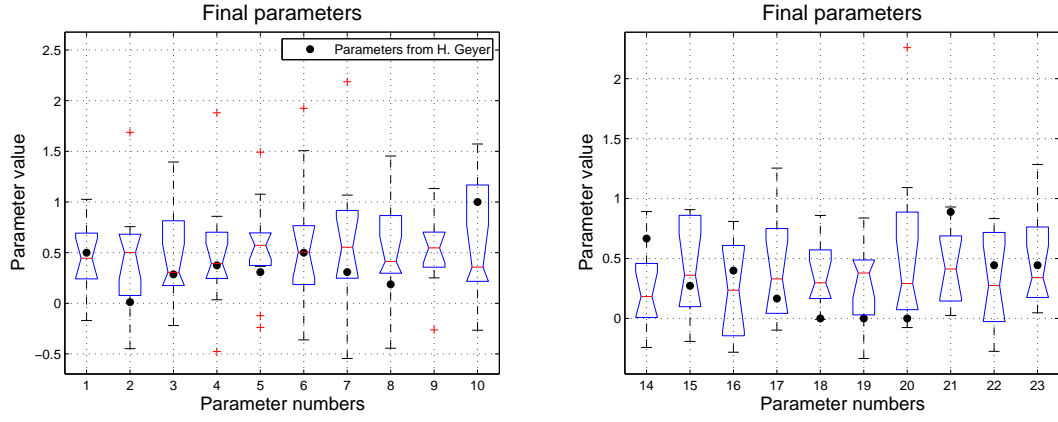 Final parameters
2.5
2
1.5
1
0.5
0
−0.5
Parameter value
Parameters from H. Geyer
1 2 3 4 5 6 7 8 9 10
Parameter numbers
Final parameters
2
1.5
1
0.5
0
Parameter value
14 15 16 17 18 19 20 21 22 23
Parameter numbers